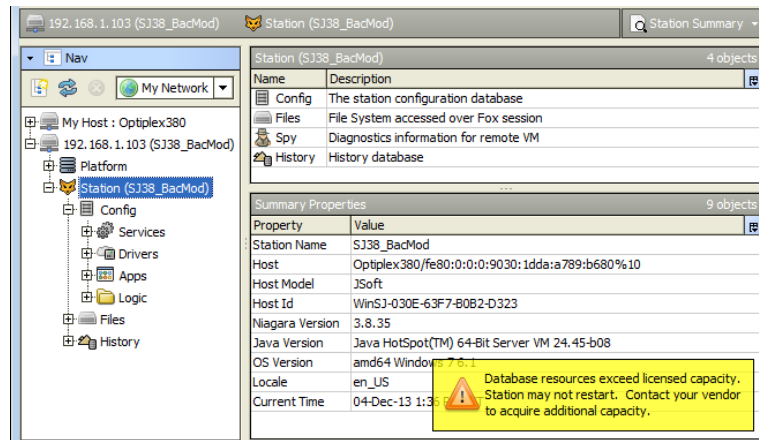 192.168.1.103 (SJ38_BacMod) Station (SJ38_BacMod) Station Summary
Nav
My Network
My Host : Optiplex380
192.168.1.103 (SJ38_BacMod)
Platform
Station (SJ38_BacMod)
Config
Services
Drivers
Apps
Logic
Files
History
Station (SJ38_BacMod) 4 objects
Name Description
Config The station configuration database
Files File System accessed over Fox session
Spy Diagnostics information for remote VM
History History database
Summary Properties 9 objects
Property Value
Station Name SJ38_BacMod
Host Optiplex380/fe80:0:0:0:9030:1dda:a789:b680%10
Host Model JSoft
Host Id WinSJ-030E-63F7-B0B2-D323
Niagara Version 3.8.35
Java Version Java HotSpot(TM) 64-Bit Server VM 24.45-b08
OS Version amd64 Windows 7 6.1
Locale en_US
Current Time 04-Dec-13
Database resources exceed licensed capacity.
Station may not restart. Contact your vendor
to acquire additional capacity.